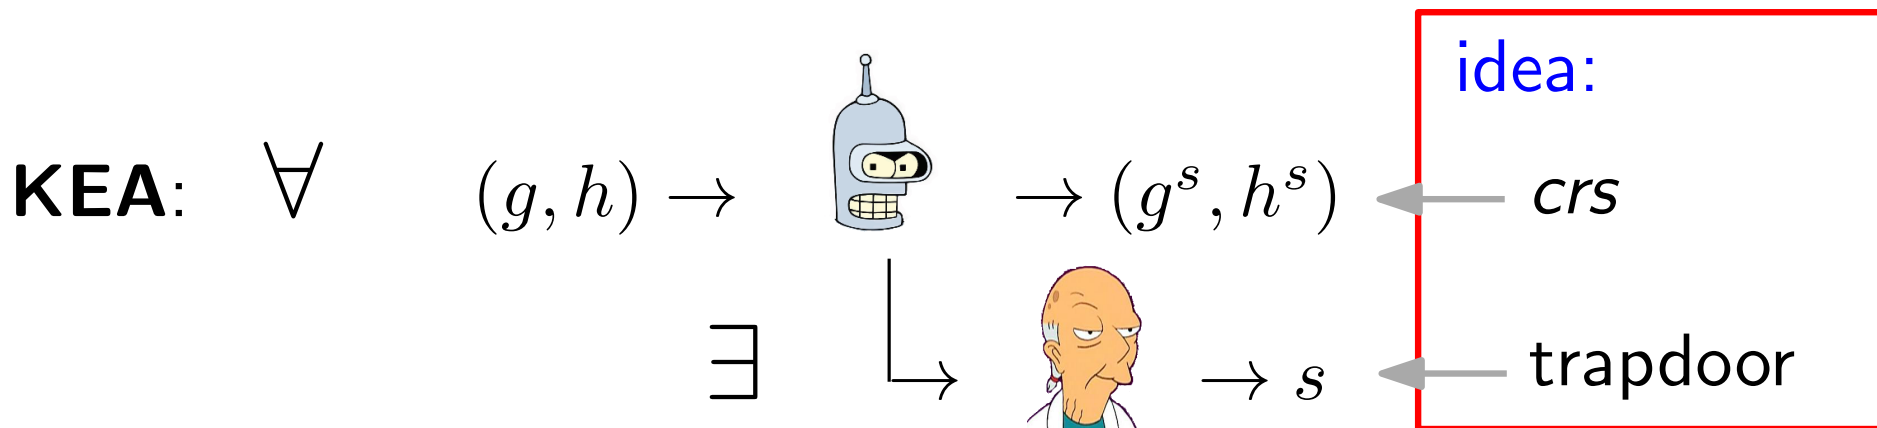 idea:
KEA: ∀ (g, h) → → (g^s, h^s) crs
∃ → s trapdoor